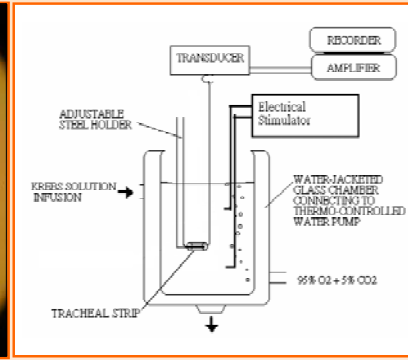 RECORDER
TRANSDUCER
AMPLIFIER
ADJUSTABLE
STEEL HOLDER
Electrical
Stimulator
KREBS SOLUTION
INFUSION
WATER-JACKETED
GLASS CHAMBER
CONNECTING TO
THERMO-CONTROLLED
WATER PUMP
95% O2 + 5% CO2
TRACHEAL STRIP